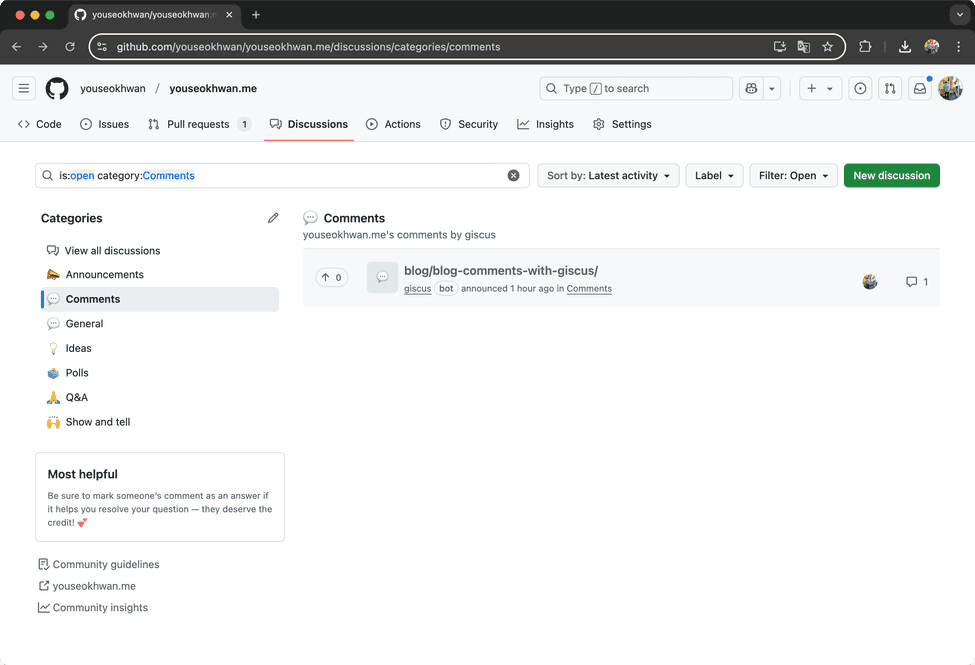 youseokhwan/youseokhwan.m
github.com/youseokhwan/youseokhwan.me/discussions/categories/comments
youseokhwan / youseokhwan.me
Type / to search
Code Issues Pull requests 1 Discussions Actions Security Insights Settings
is:open category:Comments
Sort by: Latest activity Label Filter: Open New discussion
Categories
View all discussions
Announcements
Comments
General
Ideas
Polls
Q&A
Show and tell
Most helpful
Be sure to mark someone's comment as an answer if
it helps you resolve your question — they deserve the
credit! 💕
Community guidelines
youseokhwan.me
Community insights
Comments
youseokhwan.me's comments by giscus
0
blog/blog-comments-with-giscus/
giscus bot announced 1 hour ago in Comments
1